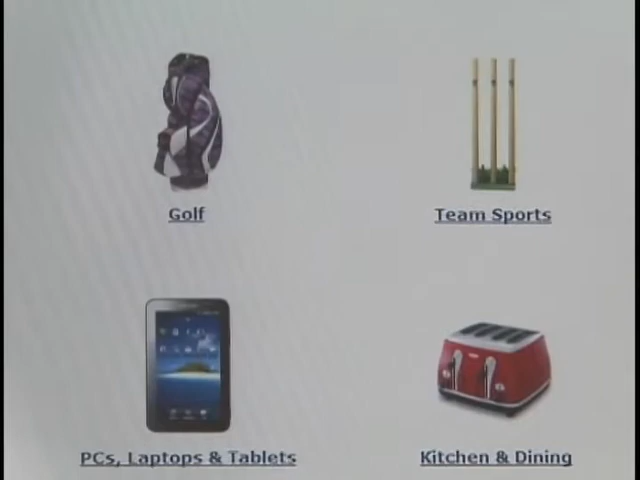 Golf
Team Sports
PCs, Laptops & Tablets
Kitchen & Dining